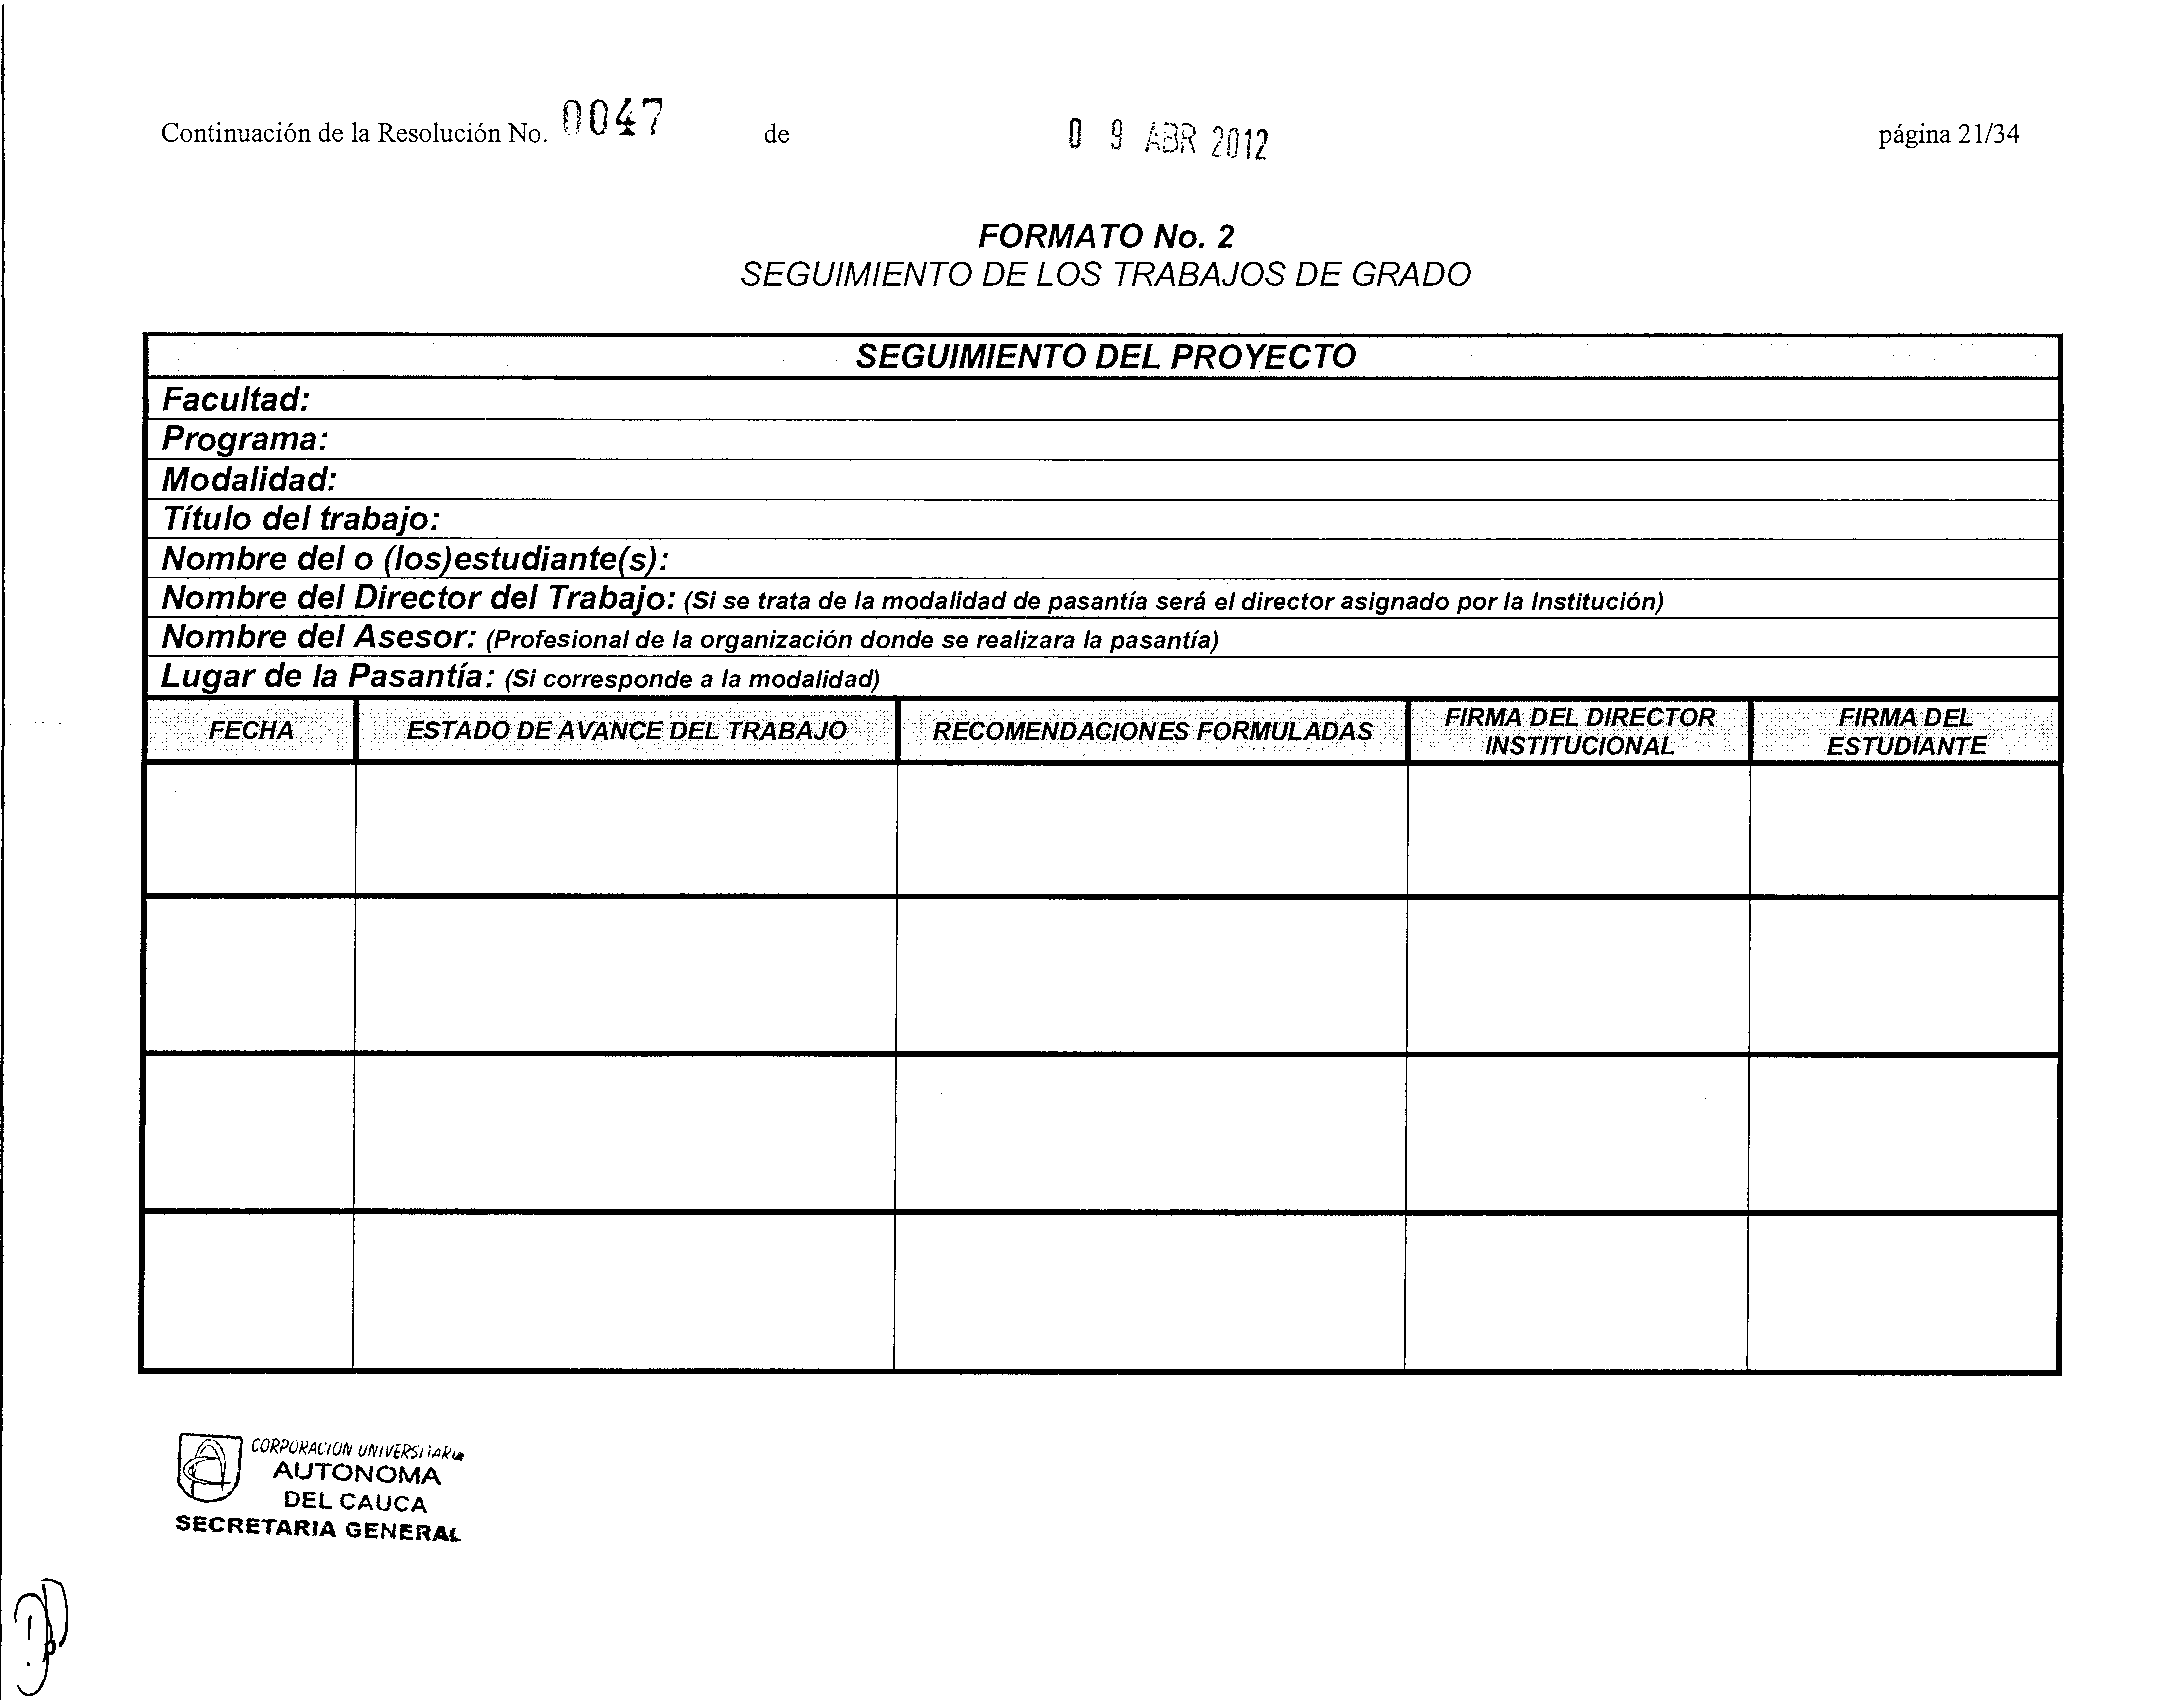 Continuación de la Resolución No. 0047 de 09 ABR 2012 página 21/34
FORMATO No. 2
SEGUIMIENTO DE LOS TRABAJOS DE GRADO
SEGUIMIENTO DEL PROYECTO
Facultad:
Programa:
Modalidad:
Título del trabajo:
Nombre del o (los)estudiante(s):
Nombre del Director del Trabajo: (Si se trata de la modalidad de pasantía será el director asignado por la Institución)
Nombre del Asesor: (Profesional de la organización donde se realizara la pasantía)
Lugar de la Pasantía: (Si corresponde a la modalidad)
FECHA
ESTADO DE AVANCE DEL TRABAJO
RECOMENDACIONES FORMULADAS
FIRMA DEL DIRECTOR
INSTITUCIONAL
FIRMA DEL
ESTUDIANTE
CORPORACION UNIVERSITARIA
AUTONOMA
DEL CAUCA
SECRETARIA GENERAL